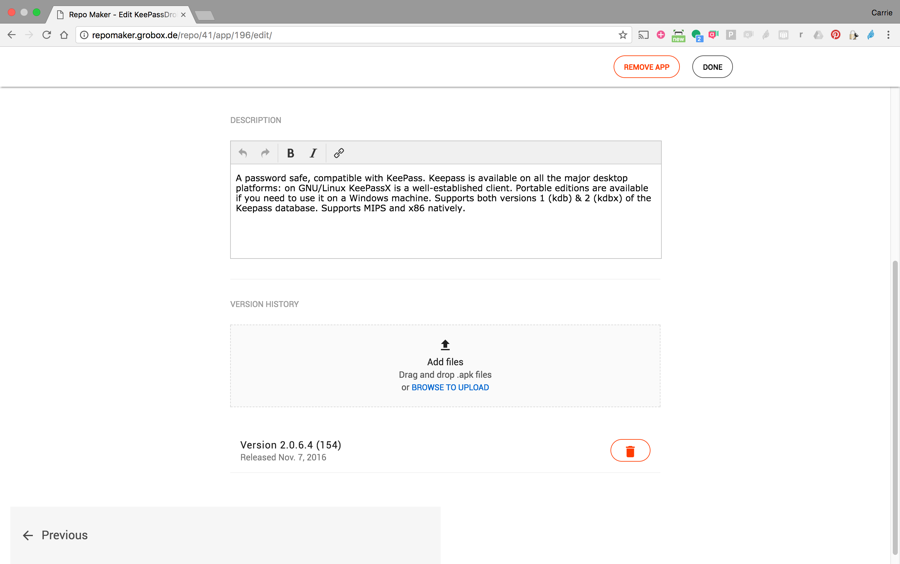 Repo Maker - Edit KeePassDro
Carrie
repomaker.grobox.de/repo/41/app/196/edit/
new
2
REMOVE APP
DONE
DESCRIPTION
B I
A password safe, compatible with KeePass. Keepass is available on all the major desktop
platforms: on GNU/Linux KeePassX is a well-established client. Portable editions are available
if you need to use it on a Windows machine. Supports both versions 1 (kdb) & 2 (kdbx) of the
Keepass database. Supports MIPS and x86 natively.
VERSION HISTORY
Add files
Drag and drop .apk files
or BROWSE TO UPLOAD
Version 2.0.6.4 (154)
Released Nov. 7, 2016
Previous